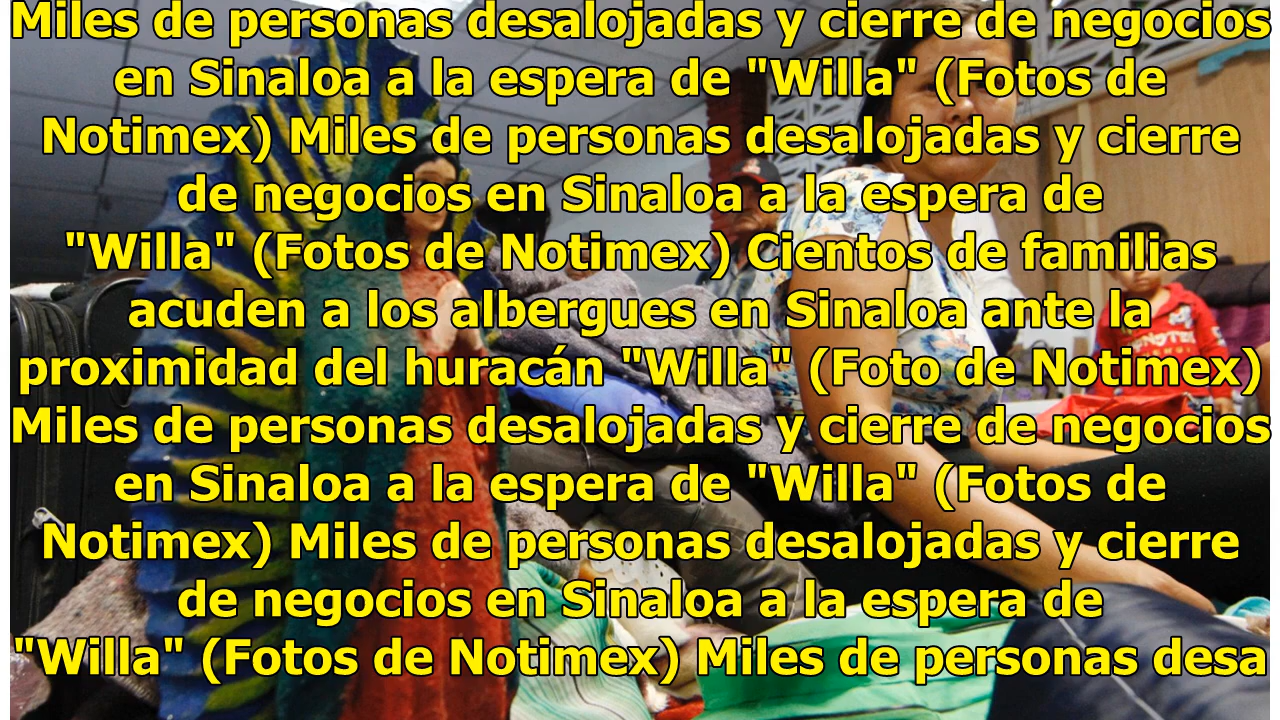 Miles de personas desalojadas y cierre de negocios
en Sinaloa a la espera de "Willa" (Fotos de
Notimex) Miles de personas desalojadas y cierre
de negocios en Sinaloa a la espera de
"Willa" (Fotos de Notimex) Cientos de familias
acuden a los albergues en Sinaloa ante la
proximidad del huracán "Willa" (Foto de Notimex)
Miles de personas desalojadas y cierre de negocios
en Sinaloa a la espera de "Willa" (Fotos de
Notimex) Miles de personas desalojadas y cierre
de negocios en Sinaloa a la espera de
"Willa" (Fotos de Notimex) Miles de personas desa